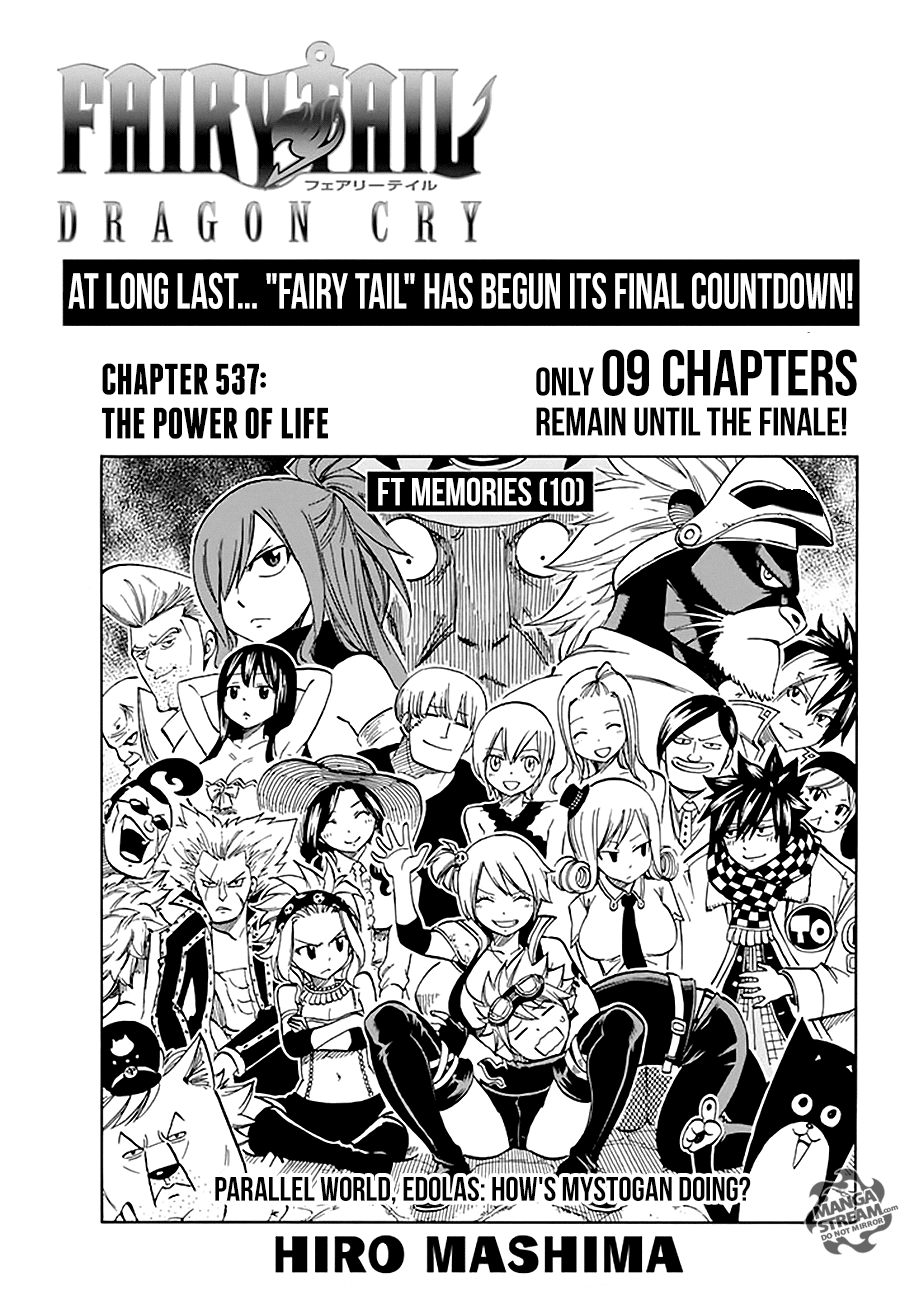 FAIRY TAIL
フェアリーテイル
DRAGON CRY
AT LONG LAST... "FAIRY TAIL" HAS BEGUN ITS FINAL COUNTDOWN!
CHAPTER 537:
THE POWER OF LIFE
ONLY 09 CHAPTERS
REMAIN UNTIL THE FINALE!
FT MEMORIES (10)
TO
PARALLEL WORLD, EDOLAS: HOW'S MYSTOGAN DOING?
MANGA
STREAM.com
DO NOT MIRROR
HIRO MASHIMA